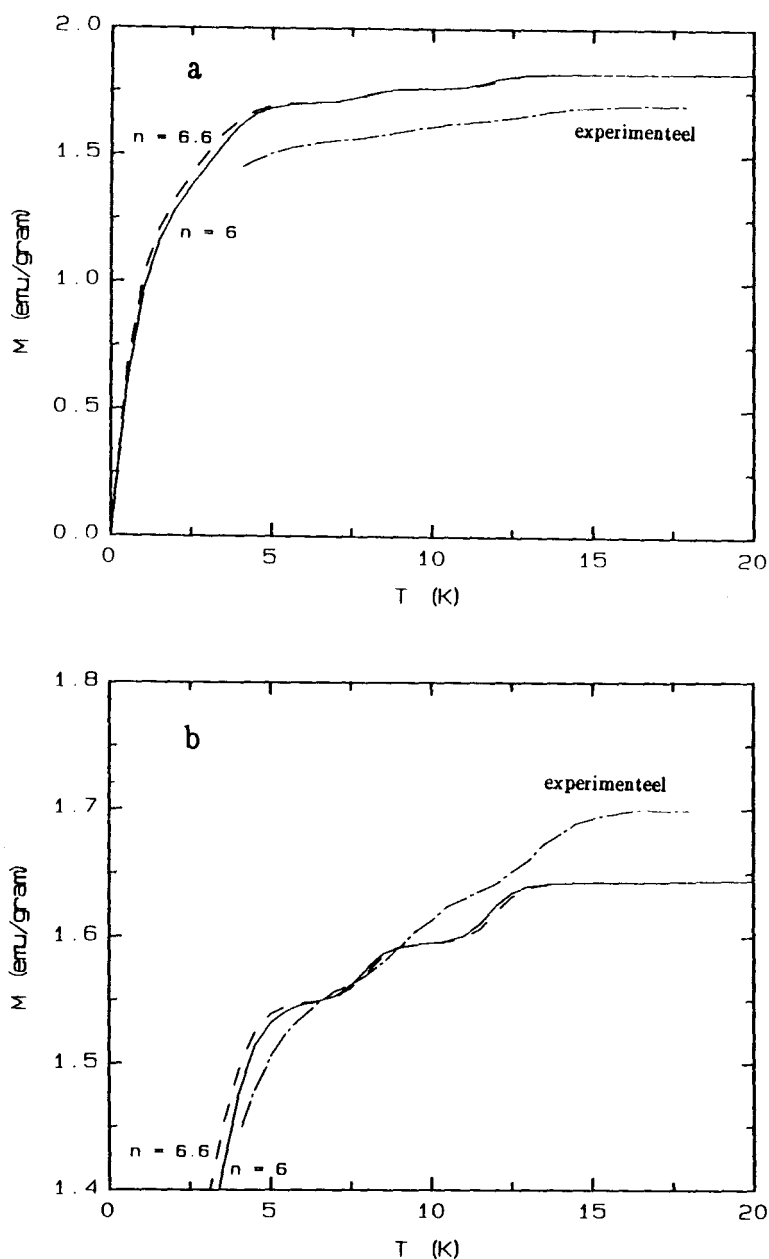 2.0
a
n = 6.6
experimenteel
1.5
n = 6
1.0
M (emu/gram)
0.5
0.0
0
5
10
15
20
T (K)
1.8
b
experimenteel
1.7
M (emu/gram)
1.6
1.5
n = 6.6
n = 6
1.4
0
5
10
15
20
T (K)